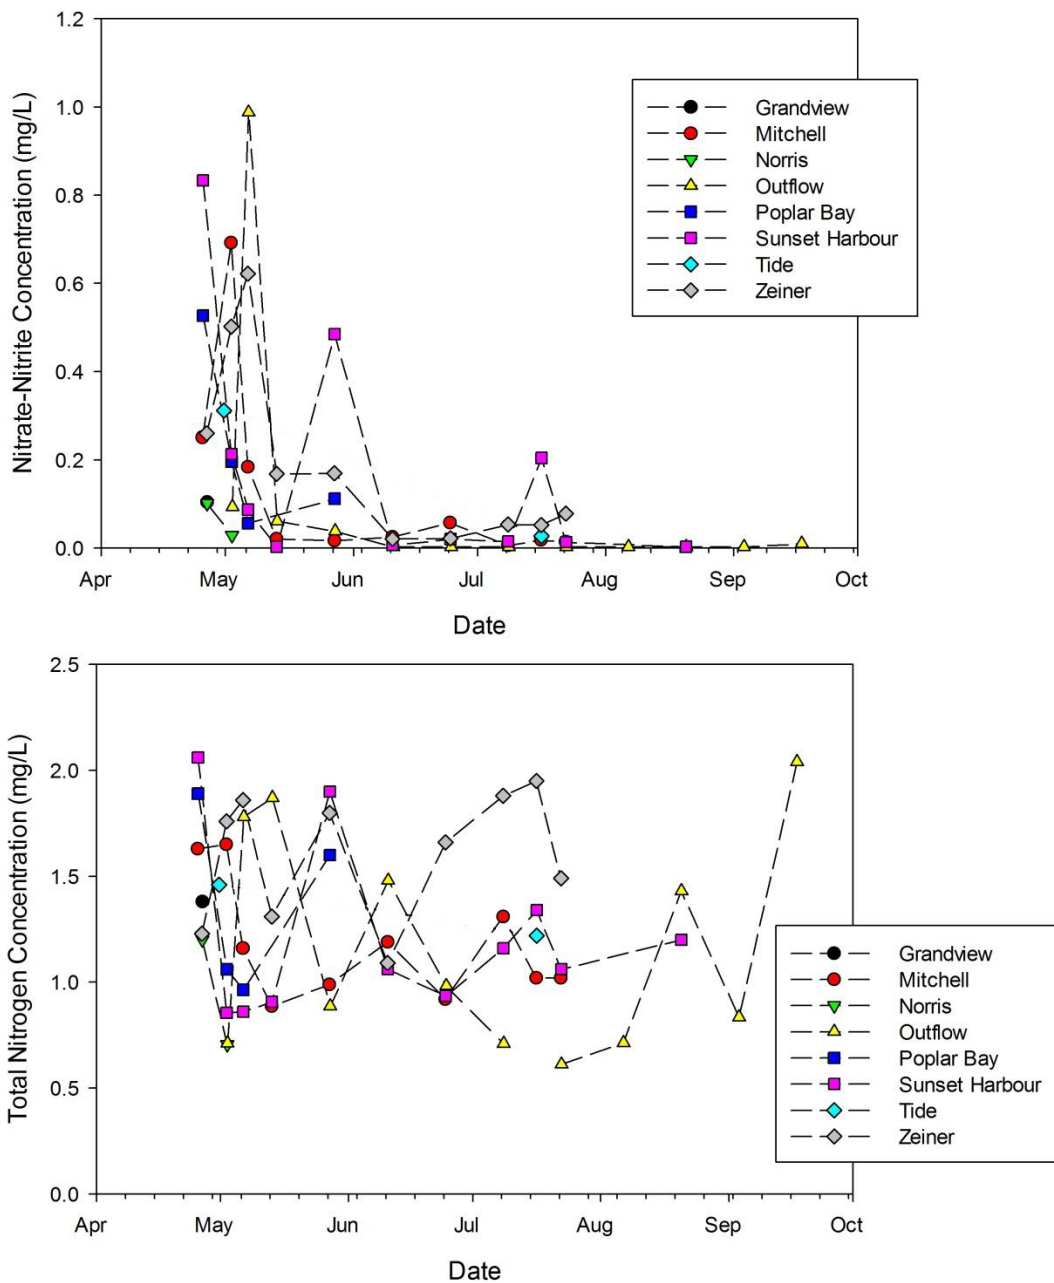 Nitrate-Nitrite Concentration (mg/L)
1.2
1.0
0.8
0.6
0.4
0.2
0.0
Apr May Jun Jul Aug Sep Oct
Date
Grandview
Mitchell
Norris
Outflow
Poplar Bay
Sunset Harbour
Tide
Zeiner
Total Nitrogen Concentration (mg/L)
2.5
2.0
1.5
1.0
0.5
0.0
Apr May Jun Jul Aug Sep Oct
Date
Grandview
Mitchell
Norris
Outflow
Poplar Bay
Sunset Harbour
Tide
Zeiner